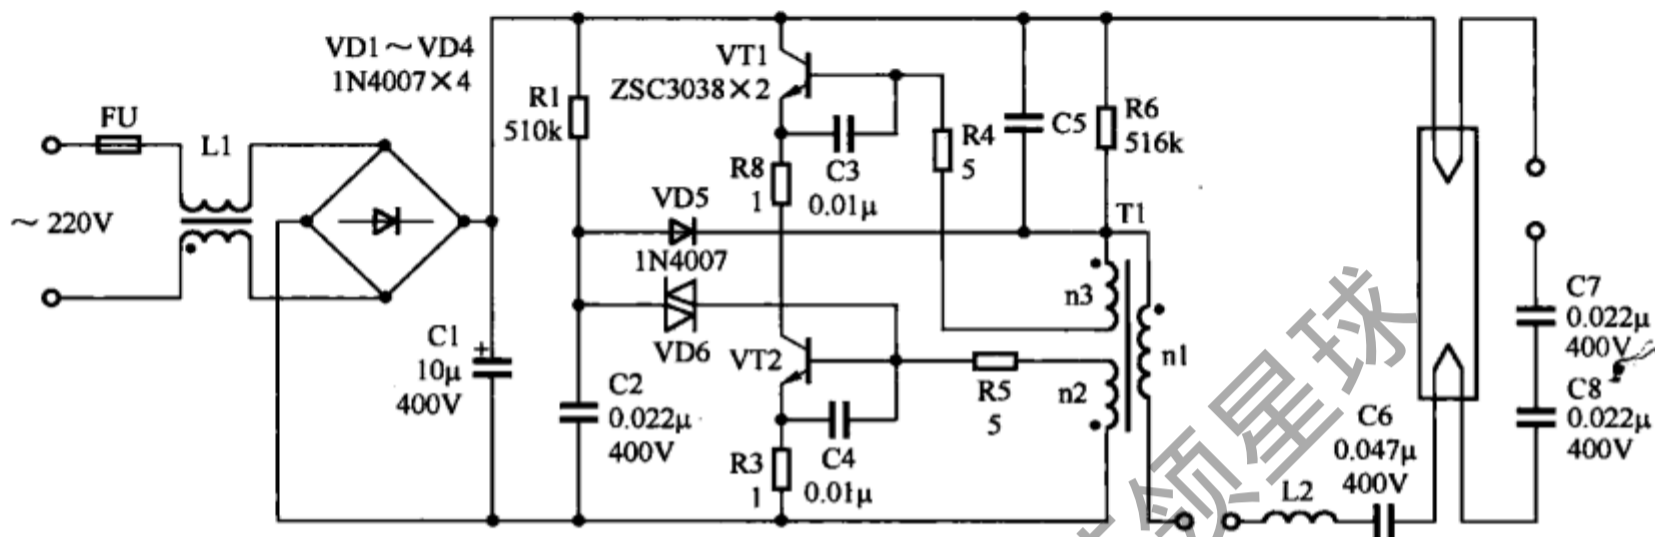 VD1～VD4
1N4007×4
FU
L1
～220V
C1
+
10μ
400V
R1
510k
VT1
ZSC3038×2
R8
1
C3
0.01μ
R4
5
C5
R6
516k
VD5
1N4007
VD6
T1
n3
n1
n2
VT2
R5
5
C2
0.022μ
400V
R3
1
C4
0.01μ
C7
0.022μ
400V
C8
0.022μ
400V
C6
0.047μ
400V
L2
领星球